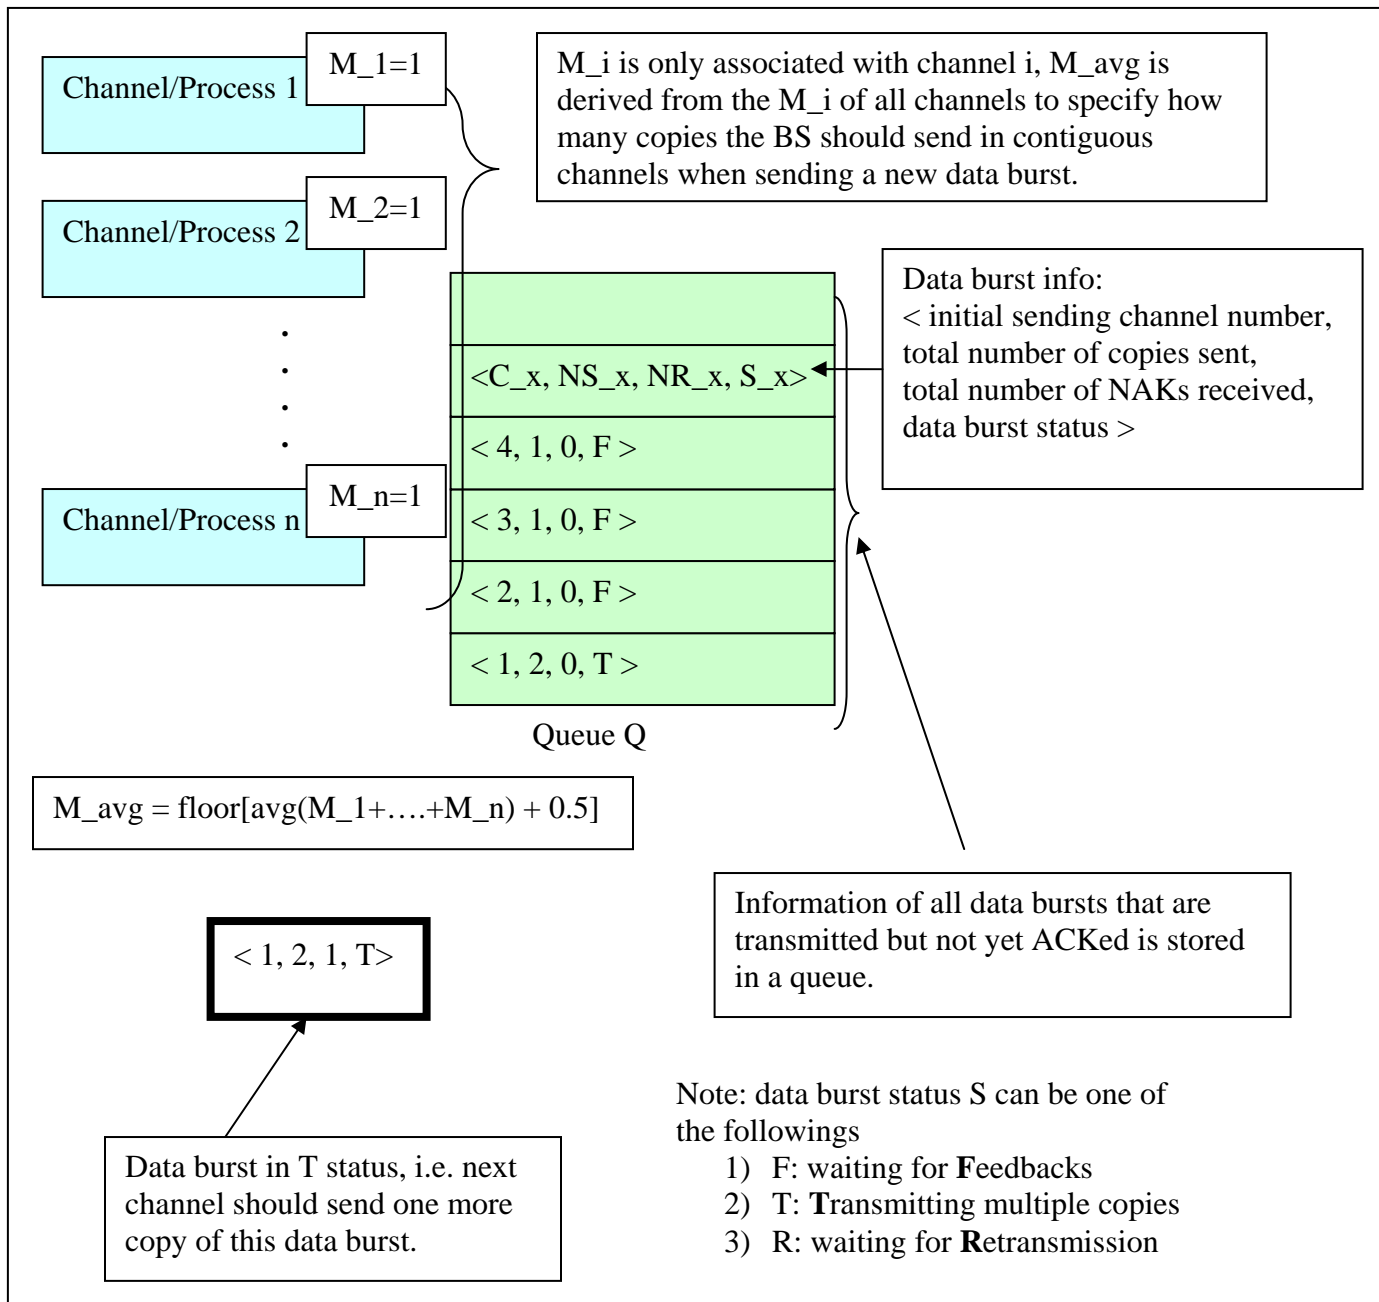 Channel/Process 1
M_1=1
M_i is only associated with channel i, M_avg is
derived from the M_i of all channels to specify how
many copies the BS should send in contiguous
channels when sending a new data burst.
Channel/Process 2
M_2=1
Data burst info:
< initial sending channel number,
total number of copies sent,
total number of NAKs received,
data burst status >
<C_x, NS_x, NR_x, S_x>
< 4, 1, 0, F >
Channel/Process n
M_n=1
< 3, 1, 0, F >
< 2, 1, 0, F >
< 1, 2, 0, T >
Queue Q
M_avg = floor[avg(M_1+….+M_n) + 0.5]
Information of all data bursts that are
transmitted but not yet ACKed is stored
in a queue.
< 1, 2, 1, T>
Data burst in T status, i.e. next
channel should send one more
copy of this data burst.
Note: data burst status S can be one of
the followings
1) F: waiting for Feedbacks
2) T: Transmitting multiple copies
3) R: waiting for Retransmission